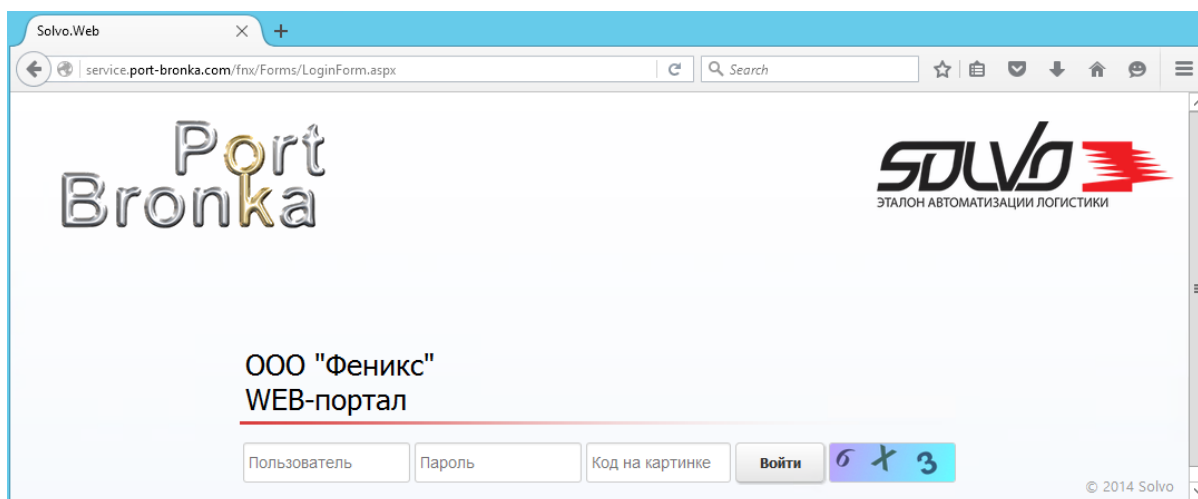 Solvo.Web
service.port-bronka.com/fnx/Forms/LoginForm.aspx
Search
Port
Bronka
SOLVO
ЭТАЛОН АВТОМАТИЗАЦИИ ЛОГИСТИКИ
ООО "Феникс"
WEB-портал
Пользователь Пароль Код на картинке Войти 6 X 3
© 2014 Solvo